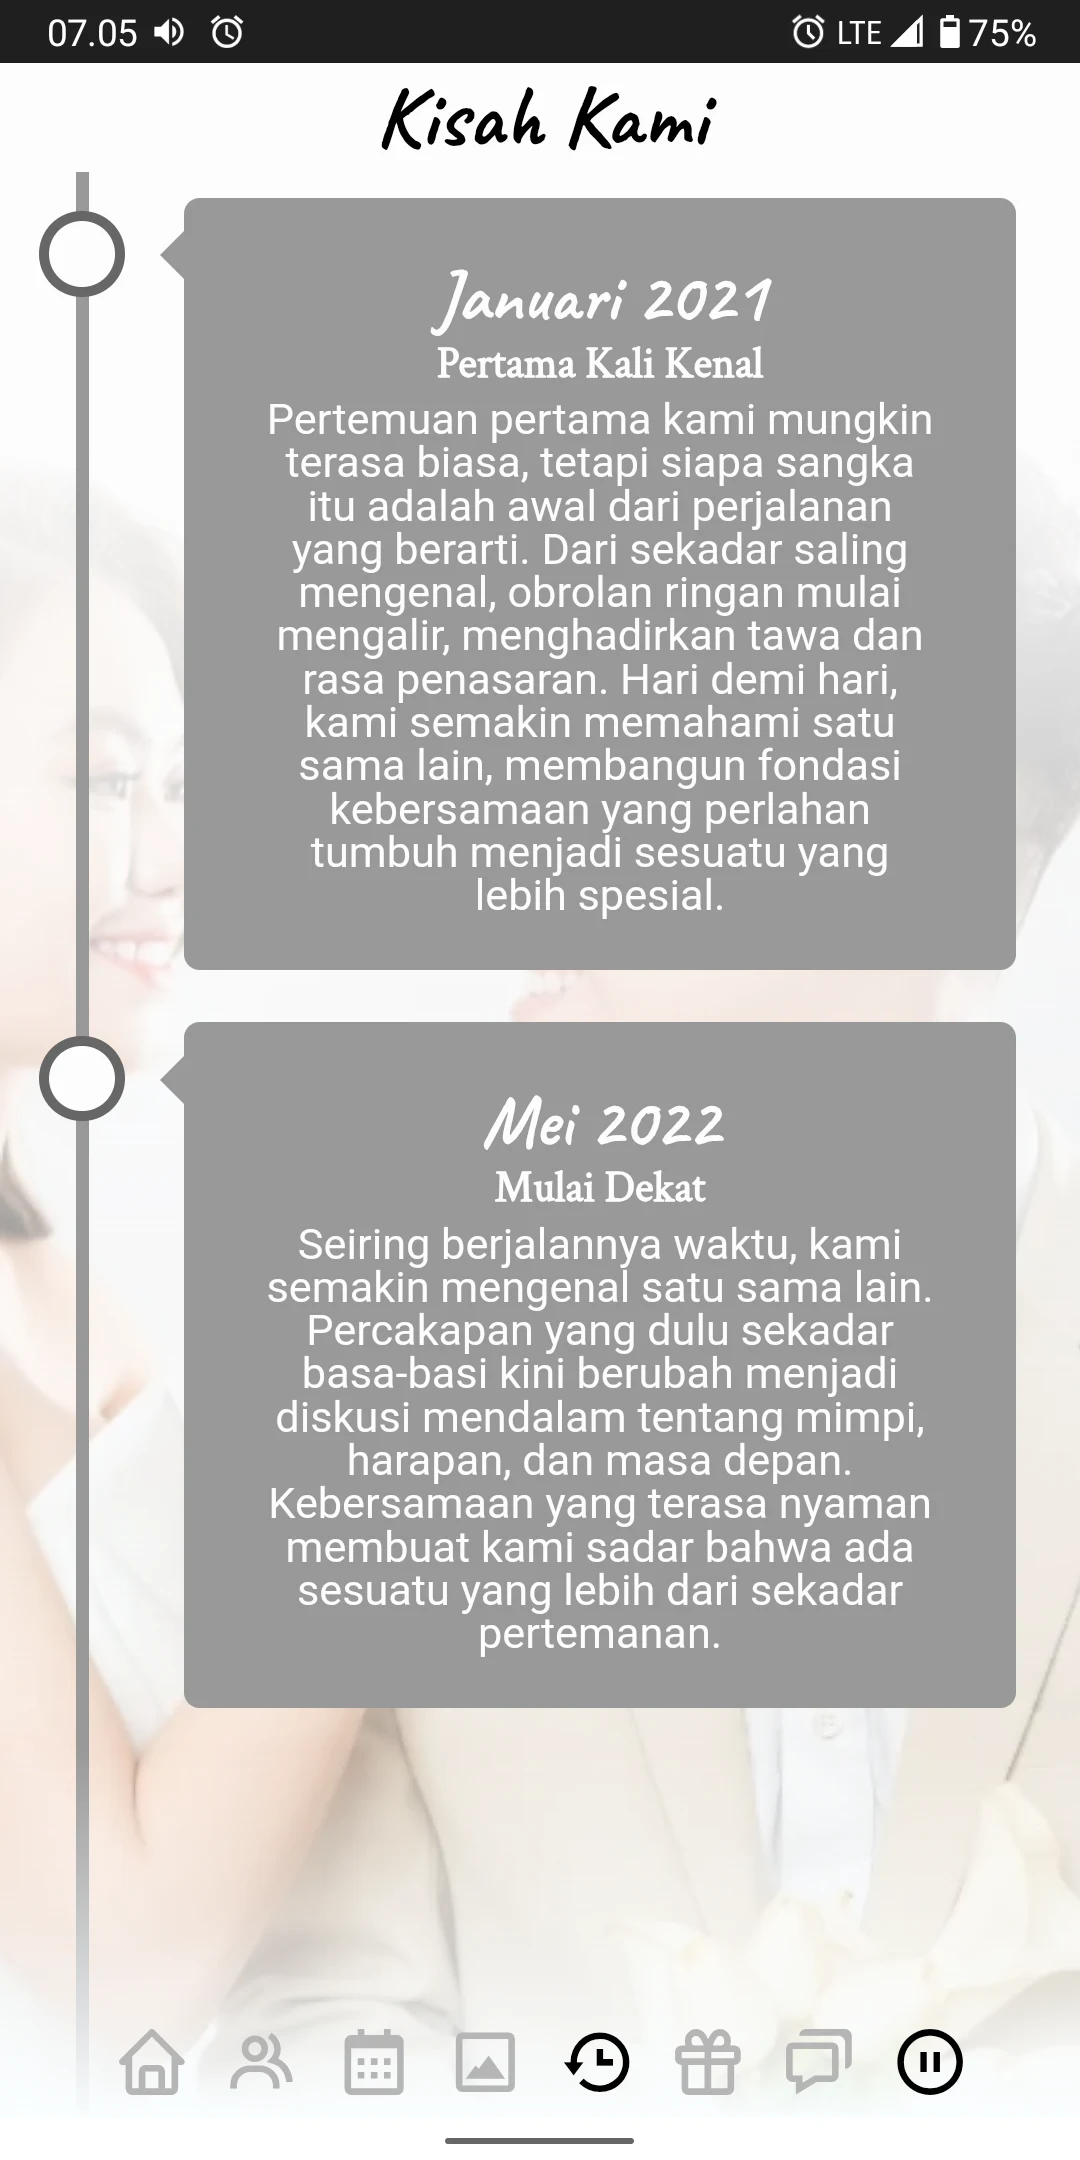 07.05
LTE
75%
Kisah Kami
Januari 2021
Pertama Kali Kenal
Pertemuan pertama kami mungkin
terasa biasa, tetapi siapa sangka
itu adalah awal dari perjalanan
yang berarti. Dari sekadar saling
mengenal, obrolan ringan mulai
mengalir, menghadirkan tawa dan
rasa penasaran. Hari demi hari,
kami semakin memahami satu
sama lain, membangun fondasi
kebersamaan yang perlahan
tumbuh menjadi sesuatu yang
lebih spesial.
Mei 2022
Mulai Dekat
Seiring berjalannya waktu, kami
semakin mengenal satu sama lain.
Percakapan yang dulu sekadar
basa-basi kini berubah menjadi
diskusi mendalam tentang mimpi,
harapan, dan masa depan.
Kebersamaan yang terasa nyaman
membuat kami sadar bahwa ada
sesuatu yang lebih dari sekadar
pertemanan.